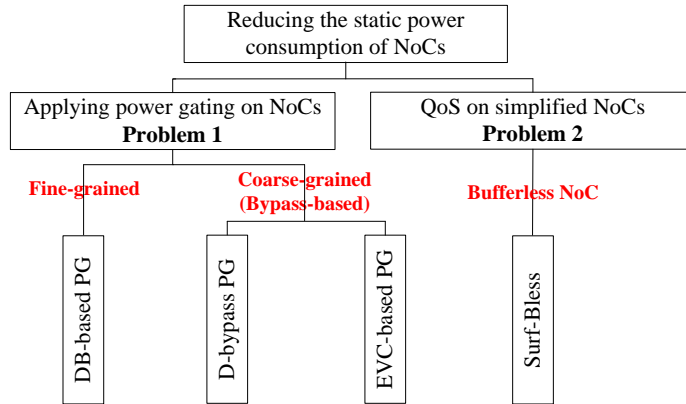 Reducing the static power
consumption of NoCs
Applying power gating on NoCs
Problem 1
QoS on simplified NoCs
Problem 2
Fine-grained
Coarse-grained
(Bypass-based)
Bufferless NoC
DB-based PG
D-bypass PG
EVC-based PG
Surf-Bless